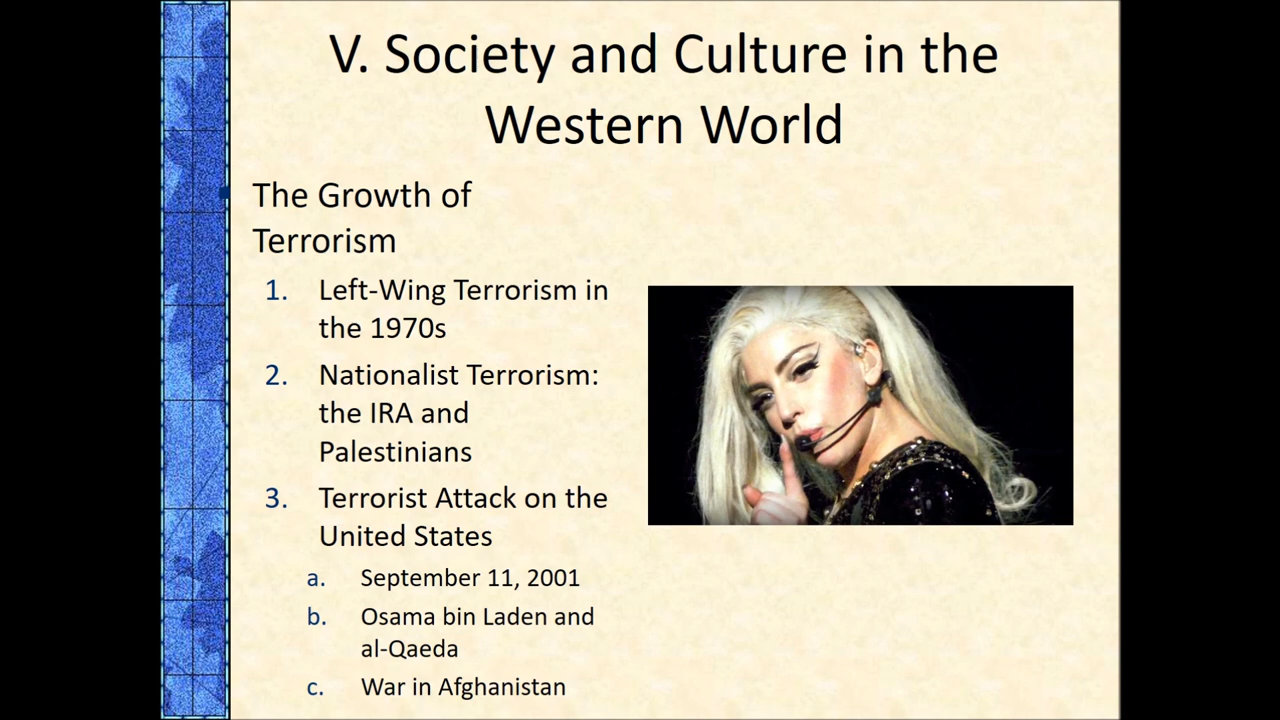 V. Society and Culture in the
Western World
The Growth of
Terrorism
1. Left-Wing Terrorism in
the 1970s
2. Nationalist Terrorism:
the IRA and
Palestinians
3. Terrorist Attack on the
United States
a. September 11, 2001
b. Osama bin Laden and
al-Qaeda
c. War in Afghanistan